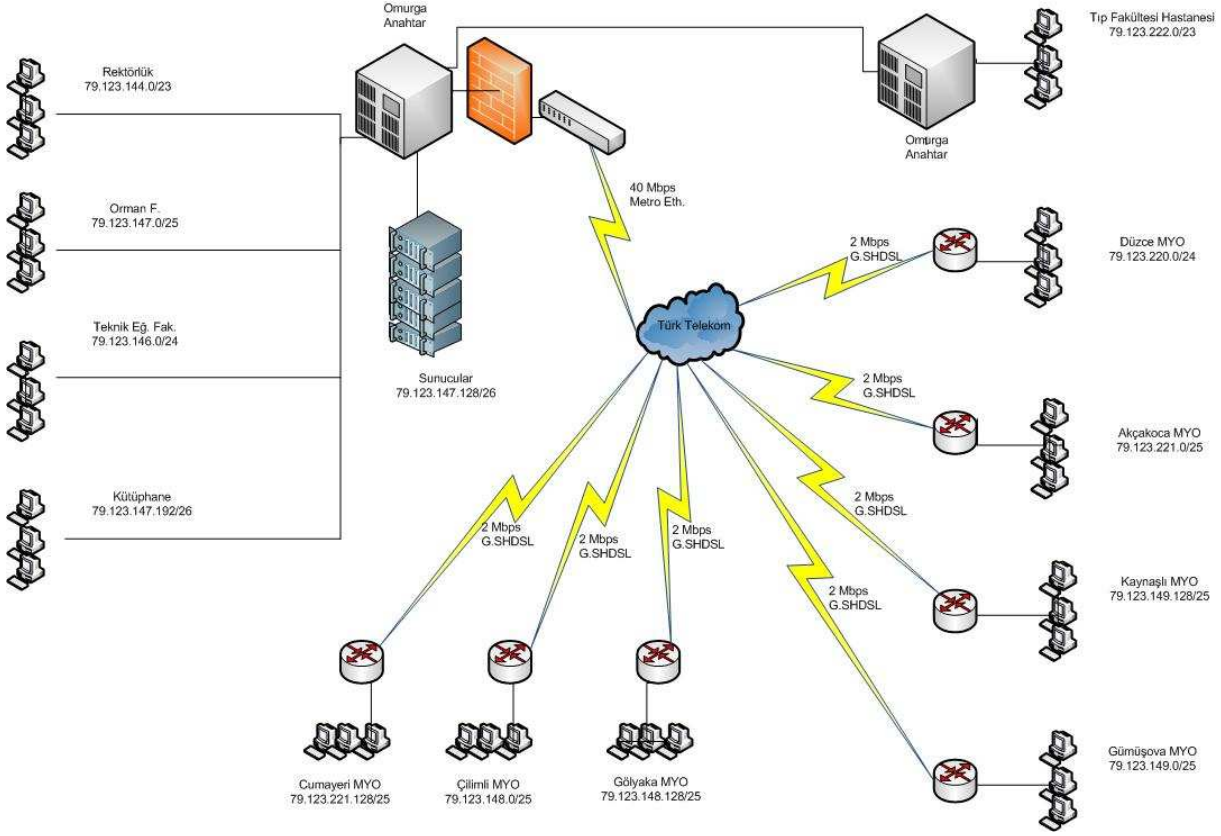 Omurga
Anahtar
Tıp Fakültesi Hastanesi
79.123.222.0/23
Rektörlük
79.123.144.0/23
Omurga
Anahtar
40 Mbps
Metro Eth.
Orman F.
79.123.147.0/25
2 Mbps
G.SHDSL
Düzce MYO
79.123.220.0/24
Teknik Eğ. Fak.
79.123.146.0/24
Türk Telekom
Sunucular
79.123.147.128/26
2 Mbps
G.SHDSL
Akçakoca MYO
79.123.221.0/25
Kütüphane
79.123.147.192/26
2 Mbps
G.SHDSL
2 Mbps
G.SHDSL
2 Mbps
G.SHDSL
2 Mbps
G.SHDSL
Kaynaşlı MYO
79.123.149.128/25
2 Mbps
G.SHDSL
Cumayeri MYO
79.123.221.128/25
Çilimli MYO
79.123.148.0/25
Gölyaka MYO
79.123.148.128/25
Gümüşova MYO
79.123.149.0/25